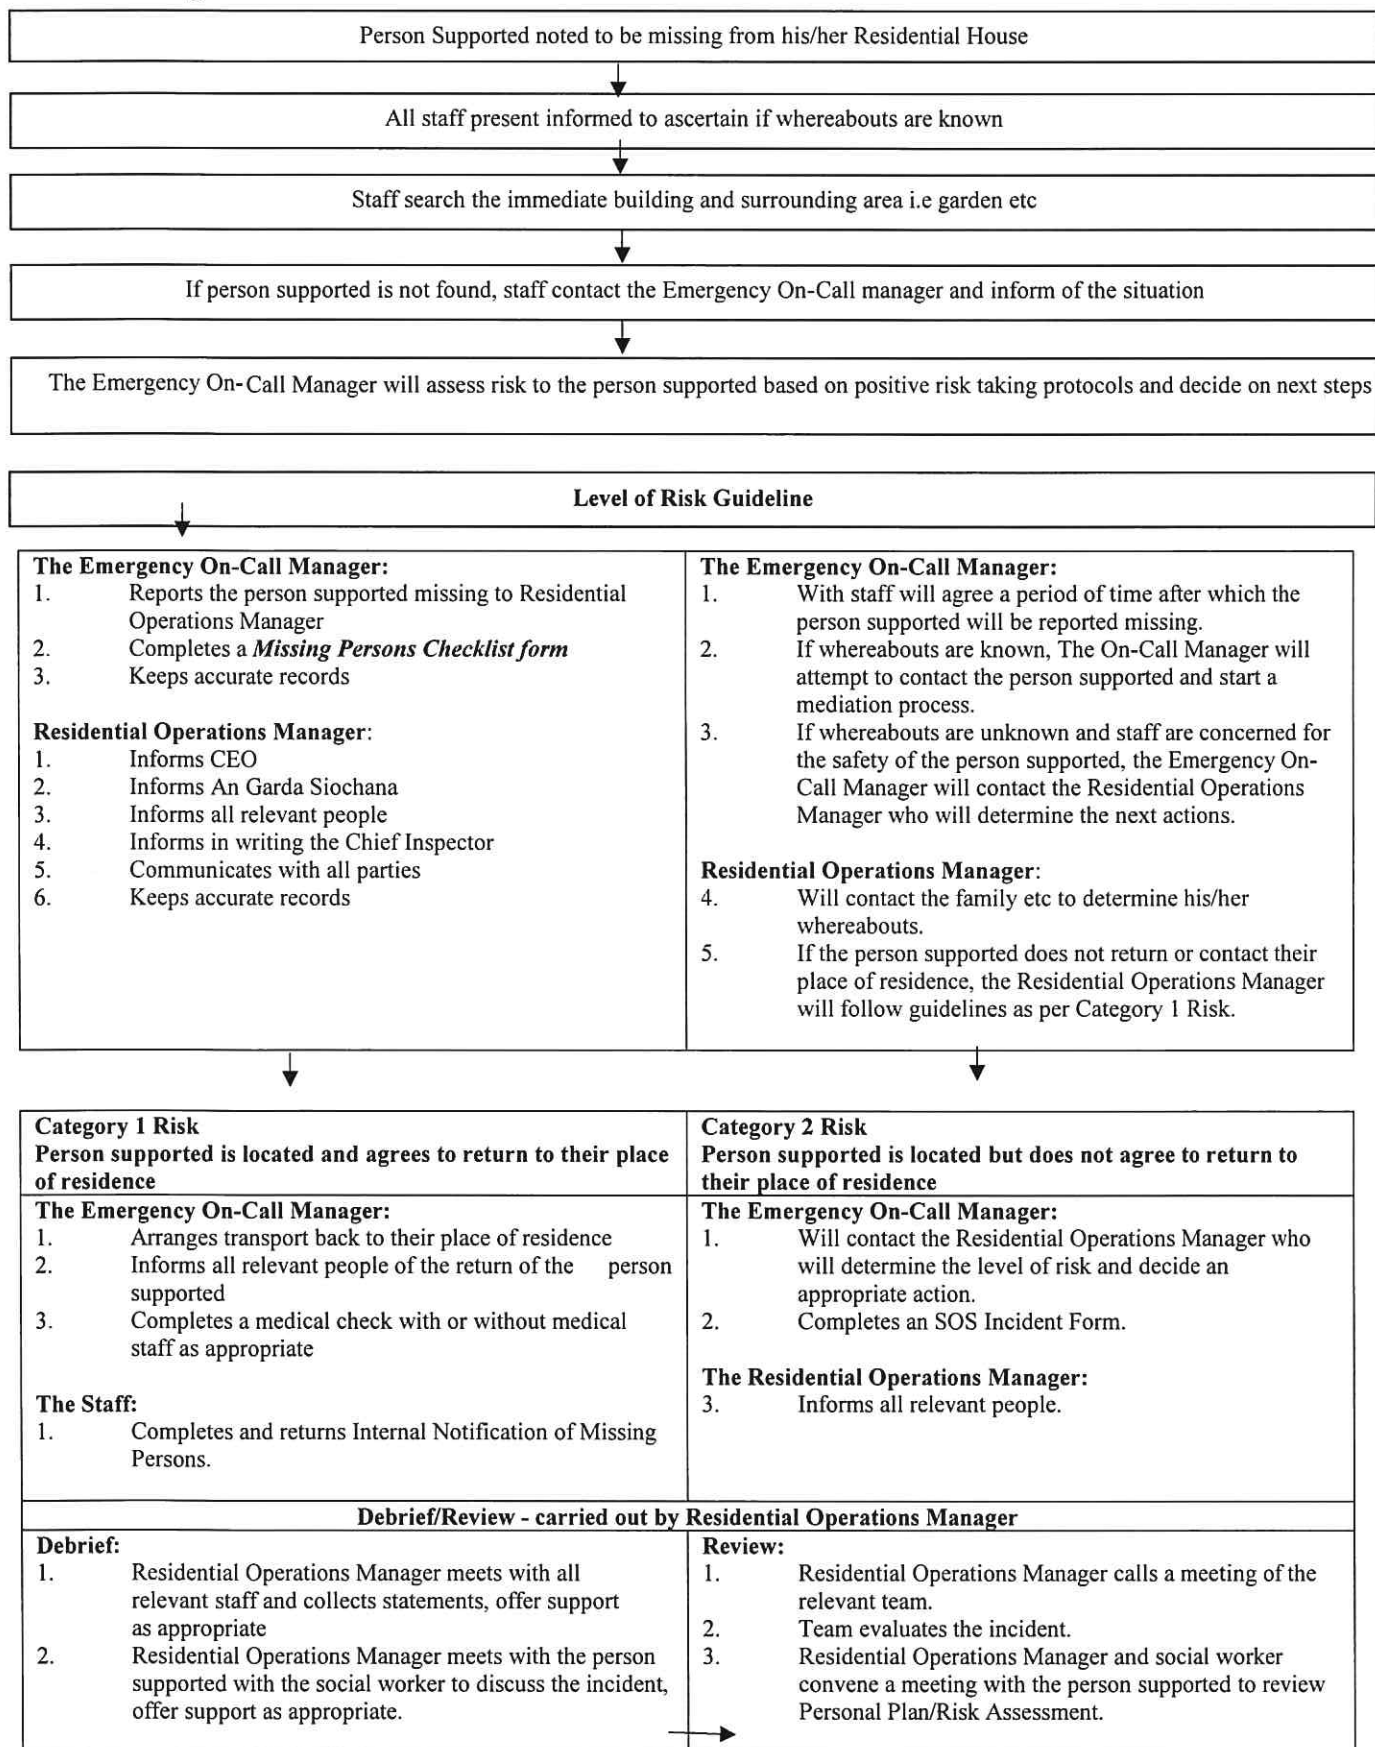 Person Supported noted to be missing from his/her Residential House
All staff present informed to ascertain if whereabouts are known
Staff search the immediate building and surrounding area i.e garden etc
If person supported is not found, staff contact the Emergency On-Call manager and inform of the situation
The Emergency On-Call Manager will assess risk to the person supported based on positive risk taking protocols and decide on next steps
Level of Risk Guideline
The Emergency On-Call Manager:
1. Reports the person supported missing to Residential
Operations Manager
2. Completes a Missing Persons Checklist form
3. Keeps accurate records
Residential Operations Manager:
1. Informs CEO
2. Informs An Garda Siochana
3. Informs all relevant people
4. Informs in writing the Chief Inspector
5. Communicates with all parties
6. Keeps accurate records
The Emergency On-Call Manager:
1. With staff will agree a period of time after which the
person supported will be reported missing.
2. If whereabouts are known, The On-Call Manager will
attempt to contact the person supported and start a
mediation process.
3. If whereabouts are unknown and staff are concerned for
the safety of the person supported, the Emergency On-
Call Manager will contact the Residential Operations
Manager who will determine the next actions.
Residential Operations Manager:
4. Will contact the family etc to determine his/her
whereabouts.
5. If the person supported does not return or contact their
place of residence, the Residential Operations Manager
will follow guidelines as per Category 1 Risk.
Category 1 Risk
Person supported is located and agrees to return to their place
of residence
The Emergency On-Call Manager:
1. Arranges transport back to their place of residence
2. Informs all relevant people of the return of the person
supported
3. Completes a medical check with or without medical
staff as appropriate
The Staff:
1. Completes and returns Internal Notification of Missing
Persons.
Category 2 Risk
Person supported is located but does not agree to return to
their place of residence
The Emergency On-Call Manager:
1. Will contact the Residential Operations Manager who
will determine the level of risk and decide an
appropriate action.
2. Completes an SOS Incident Form.
The Residential Operations Manager:
3. Informs all relevant people.
Debrief/Review - carried out by Residential Operations Manager
Debrief:
1. Residential Operations Manager meets with all
relevant staff and collects statements, offer support
as appropriate
2. Residential Operations Manager meets with the person
supported with the social worker to discuss the incident,
offer support as appropriate.
Review:
1. Residential Operations Manager calls a meeting of the
relevant team.
2. Team evaluates the incident.
3. Residential Operations Manager and social worker
convene a meeting with the person supported to review
Personal Plan/Risk Assessment.